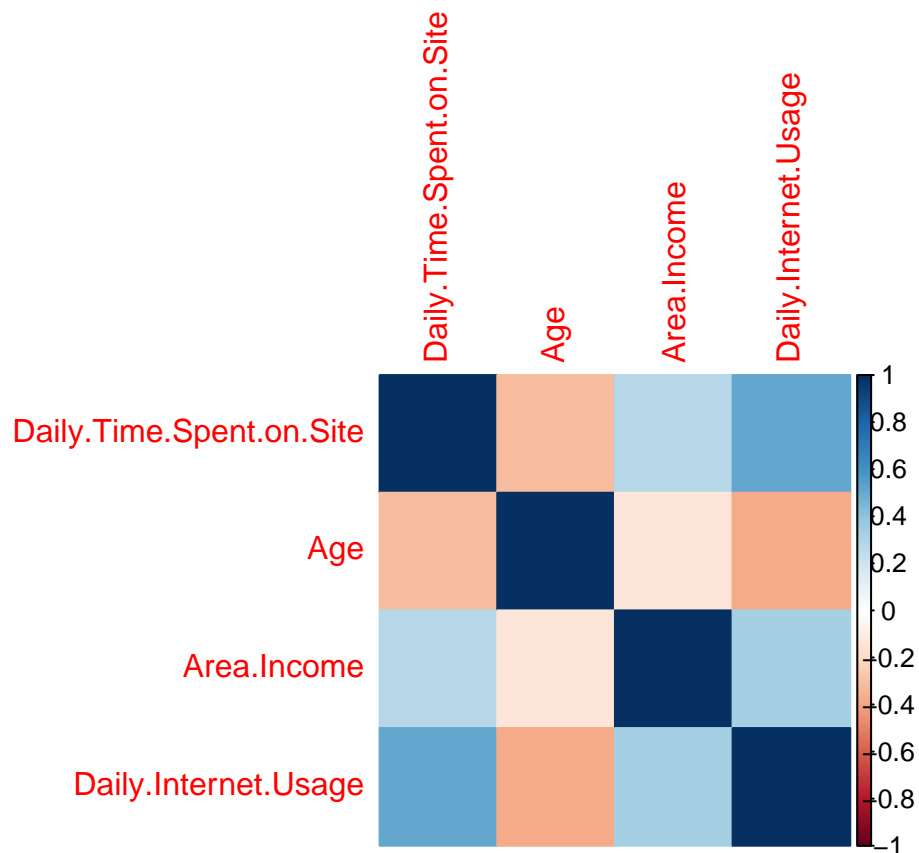 Daily.Time.Spent.on.Site
Age
Area.Income
Daily.Internet.Usage
Daily.Time.Spent.on.Site
Age
Area.Income
Daily.Internet.Usage
1
0.8
0.6
0.4
0.2
0
−0.2
−0.4
−0.6
−0.8
−1